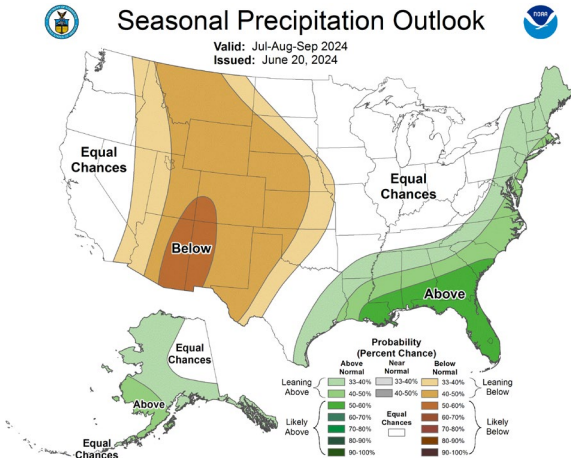 Seasonal Precipitation Outlook
NOAA
Valid: Jul-Aug-Sep 2024
Issued: June 20, 2024
Equal
Chances
Equal
Chances
Below
Above
Equal
Chances
Above
Equal
Chances
Probability
(Percent Chance)
Above
Normal
Near
Normal
Below
Normal
Leaning
Above
33-40%
33-40%
33-40%
Leaning
Below
40-50%
40-50%
40-50%
Likely
Above
50-60%
50-60%
Likely
Below
60-70%
60-70%
70-80%
Equal
Chances
70-80%
80-90%
80-90%
90-100%
90-100%